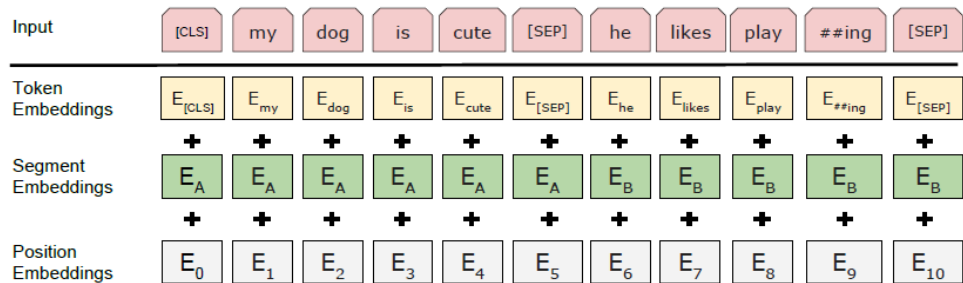 Input [CLS] my dog is cute [SEP] he likes play ##ing [SEP]
Token Embeddings E[CLS] Emy Edog Eis Ecute E[SEP] Ehe Elikes Eplay E##ing E[SEP]
+ + + + + + + + + + +
Segment Embeddings EA EA EA EA EA EA EB EB EB EB EB
+ + + + + + + + + + +
Position Embeddings E0 E1 E2 E3 E4 E5 E6 E7 E8 E9 E10